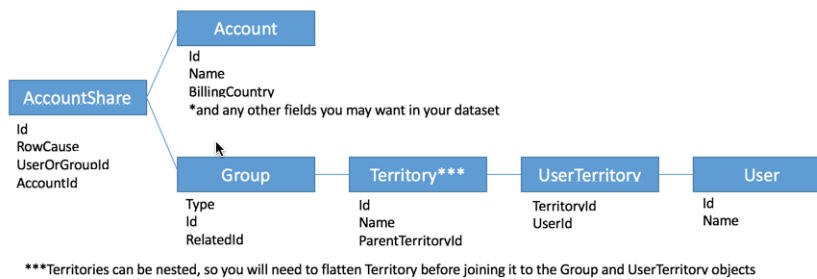 Account
Id
Name
BillingCountry
*and any other fields you may want in your dataset
AccountShare
Id
RowCause
UserOrGroupId
AccountId
Group
Type
Id
RelatedId
Territory***
Id
Name
ParentTerritoryId
UserTerritory
TerritoryId
UserId
User
Id
Name
***Territories can be nested, so you will need to flatten Territory before joining it to the Group and UserTerritory objects